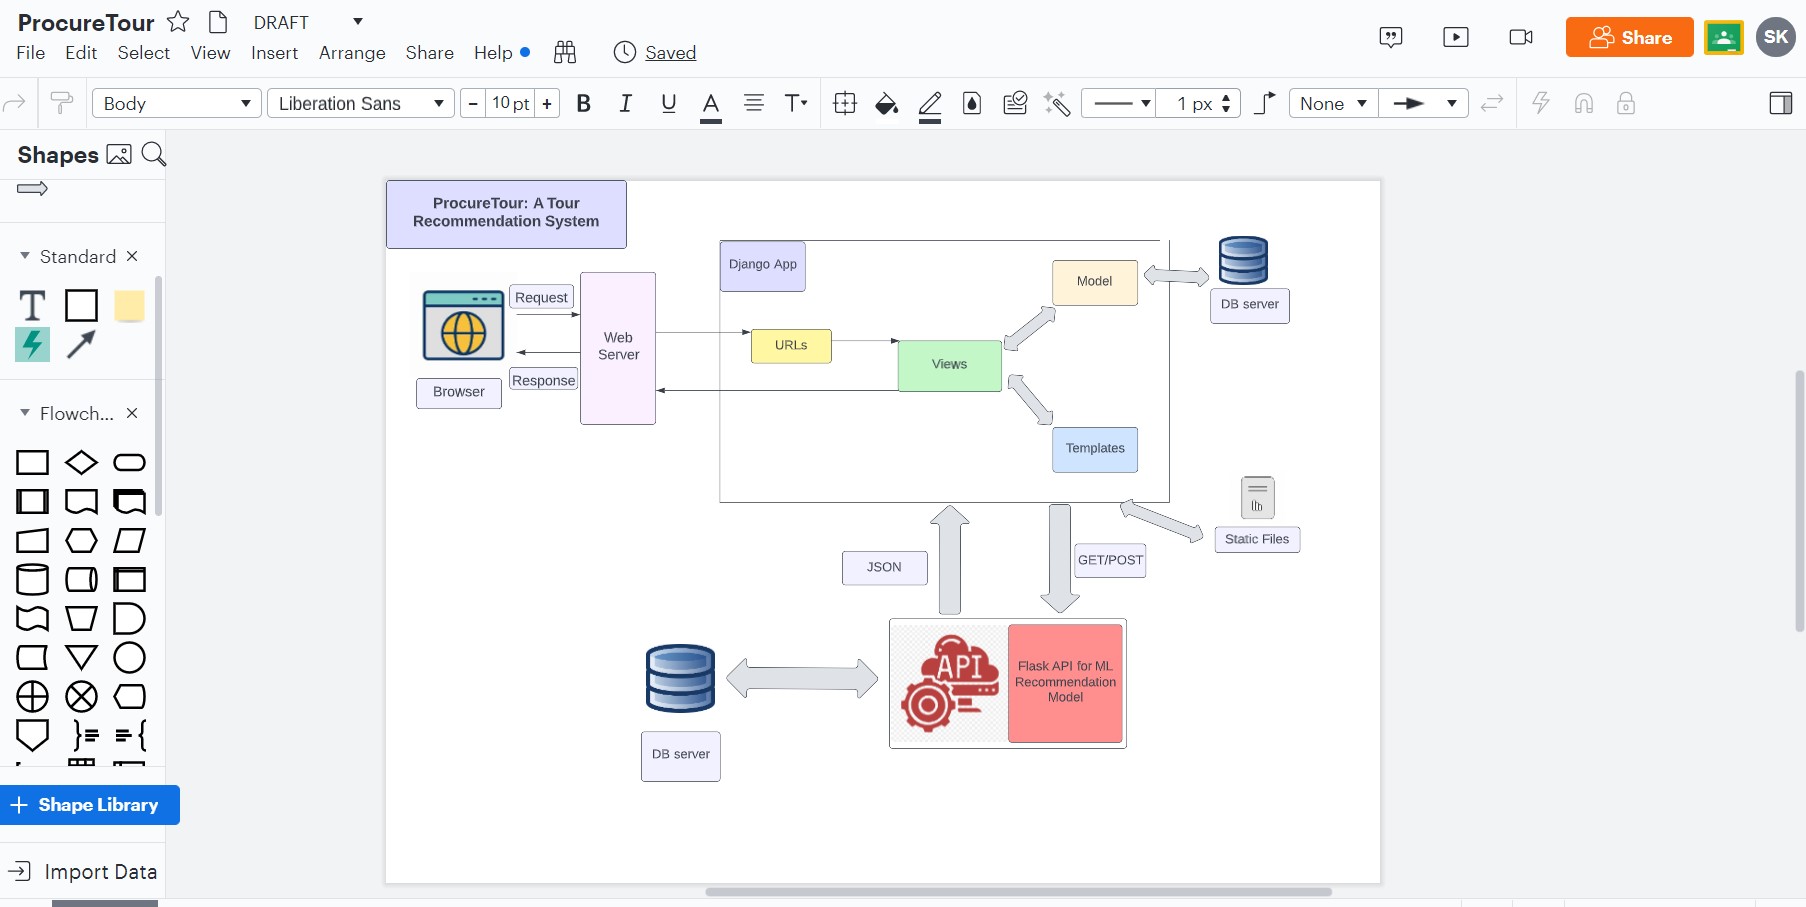 ProcureTour
DRAFT
File Edit Select View Insert Arrange Share Help
Saved
Share
SK
Body
Liberation Sans
− 10 pt +
B I U A T
1 px
None
Shapes
Standard
T
Flowch...
Shape Library
Import Data
ProcureTour: A Tour
Recommendation System
Django App
Model
DB server
Request
Web
Server
URLs
Views
Browser
Response
Templates
Static Files
JSON
GET/POST
API
Flask API for ML
Recommendation
Model
DB server